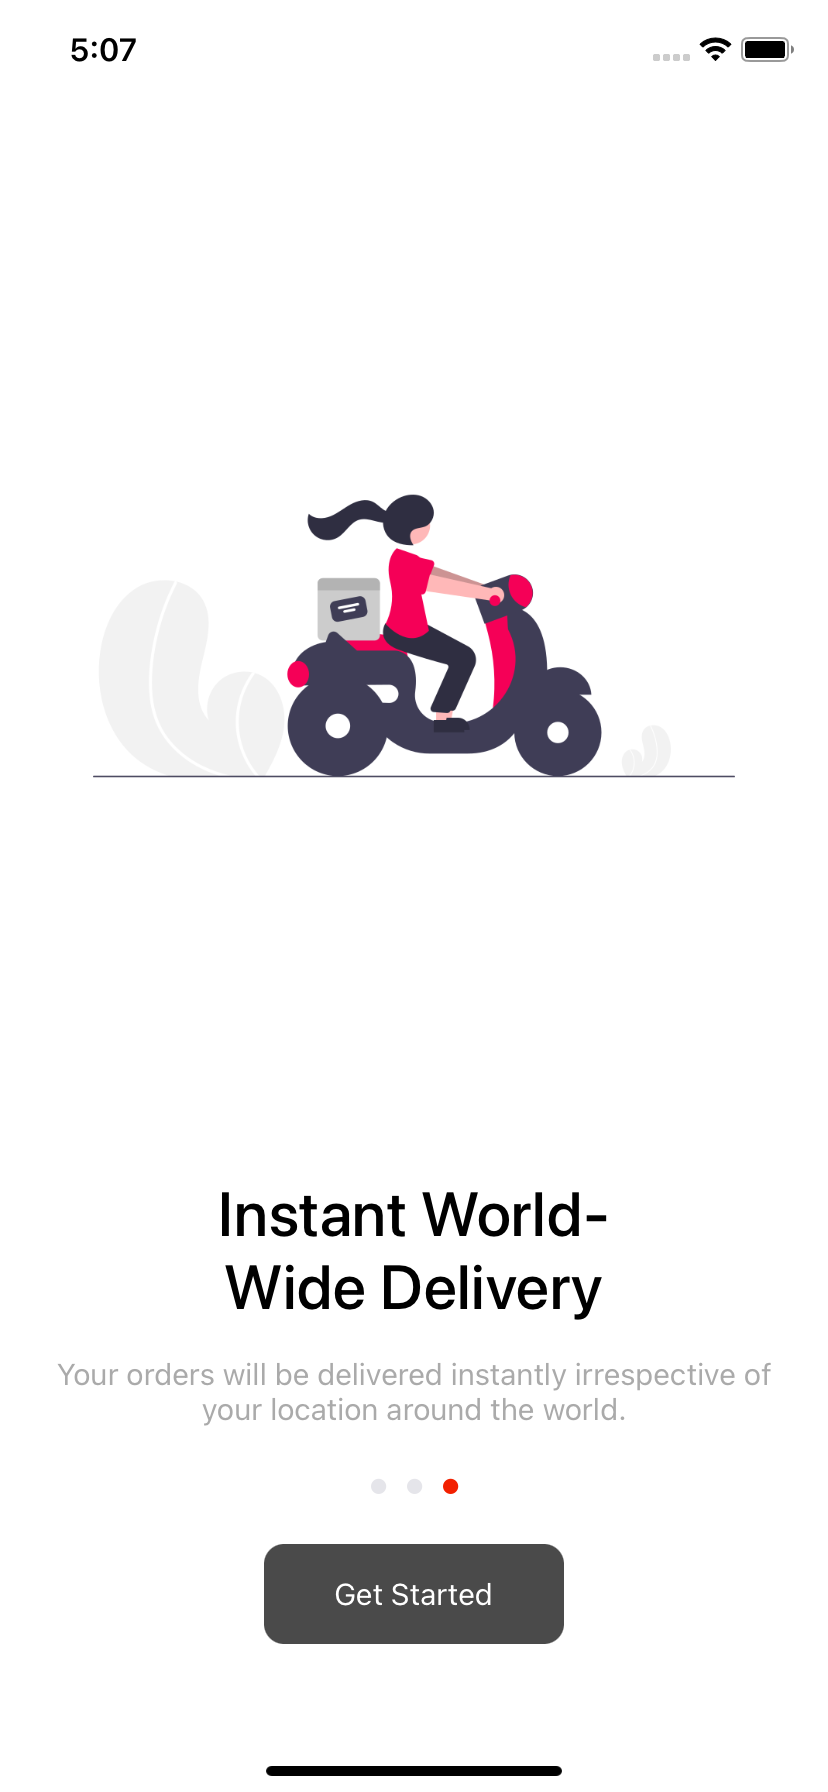 5:07
Instant World-
Wide Delivery
Your orders will be delivered instantly irrespective of
your location around the world.
Get Started